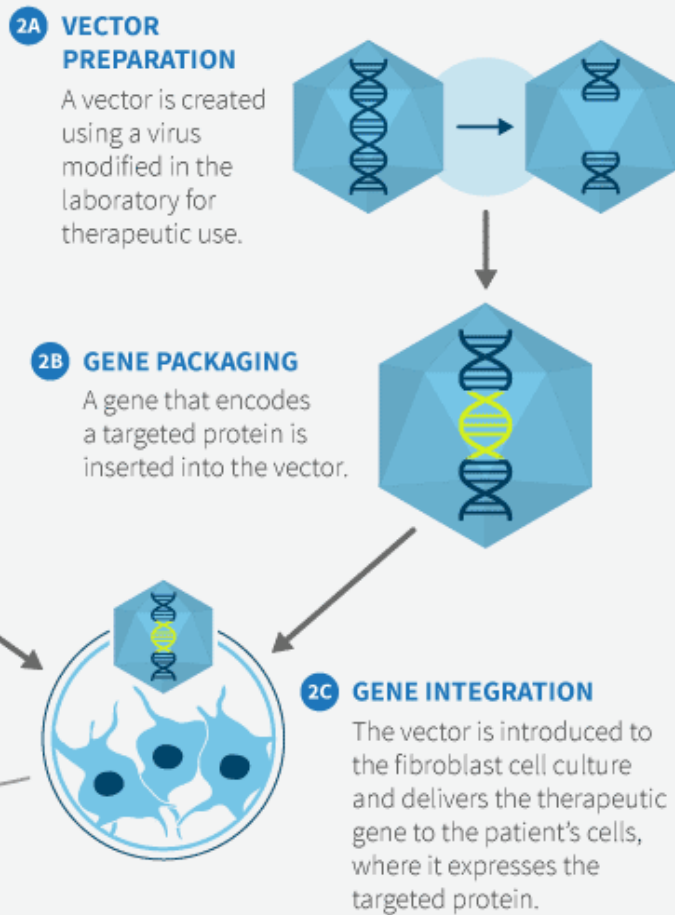 2A VECTOR
PREPARATION
A vector is created
using a virus
modified in the
laboratory for
therapeutic use.
2B GENE PACKAGING
A gene that encodes
a targeted protein is
inserted into the vector.
2C GENE INTEGRATION
The vector is introduced to
the fibroblast cell culture
and delivers the therapeutic
gene to the patient's cells,
where it expresses the
targeted protein.